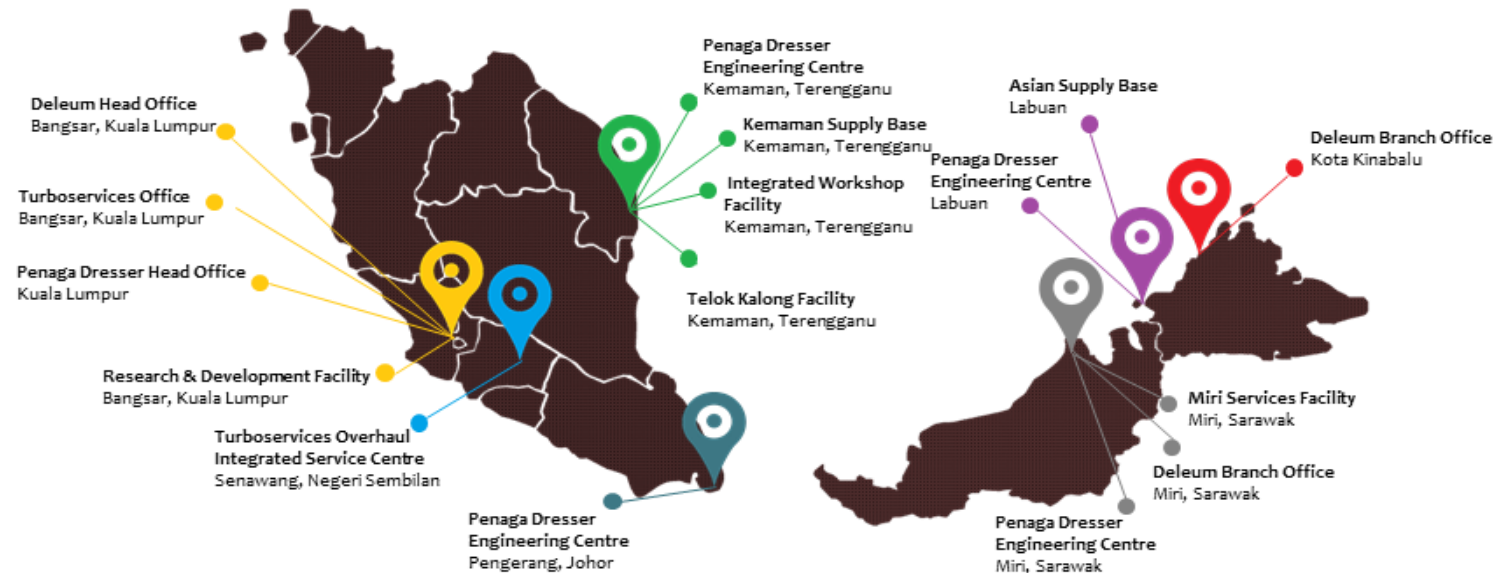 Deleum Head Office
Bangsar, Kuala Lumpur
Turboservices Office
Bangsar, Kuala Lumpur
Penaga Dresser Head Office
Kuala Lumpur
Research & Development Facility
Bangsar, Kuala Lumpur
Turboservices Overhaul
Integrated Service Centre
Senawang, Negeri Sembilan
Penaga Dresser
Engineering Centre
Pengerang, Johor
Penaga Dresser
Engineering Centre
Kemaman, Terengganu
Kemaman Supply Base
Kemaman, Terengganu
Integrated Workshop
Facility
Kemaman, Terengganu
Telok Kalong Facility
Kemaman, Terengganu
Asian Supply Base
Labuan
Penaga Dresser
Engineering Centre
Labuan
Deleum Branch Office
Kota Kinabalu
Miri Services Facility
Miri, Sarawak
Deleum Branch Office
Miri, Sarawak
Penaga Dresser
Engineering Centre
Miri, Sarawak